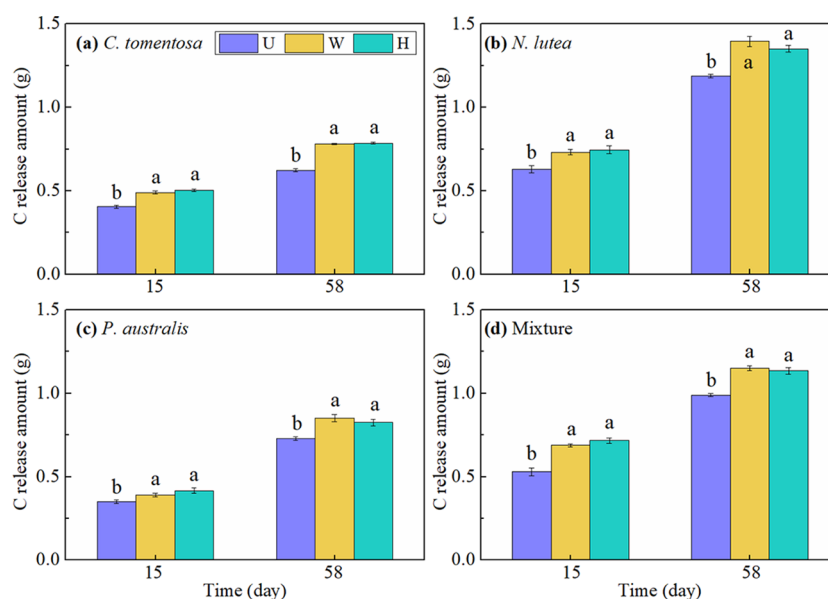 (a) C. tomentosa
U W H
C release amount (g)
1.5
1.0
0.5
0.0
b a a
b a a
15 58
(b) N. lutea
C release amount (g)
1.5
1.0
0.5
0.0
b a a
b a a
15 58
(c) P. australis
C release amount (g)
1.5
1.0
0.5
0.0
b a a
b a a
15 58
Time (day)
(d) Mixture
C release amount (g)
1.5
1.0
0.5
0.0
b a a
b a a
15 58
Time (day)